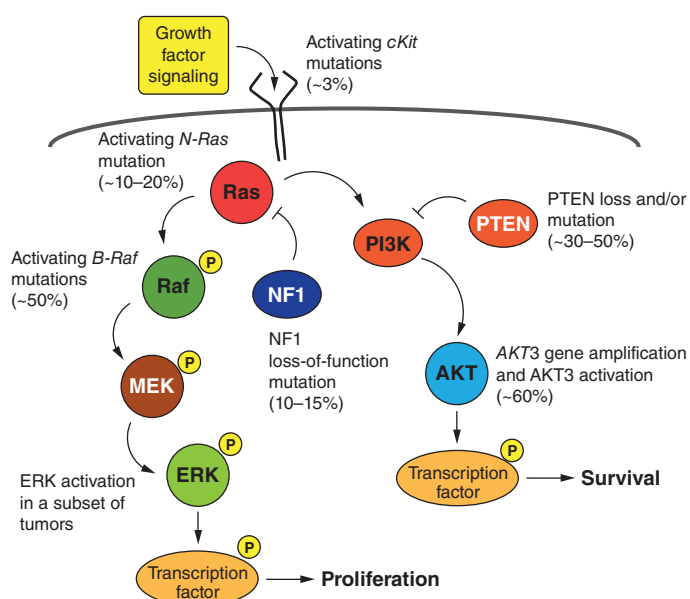 Growth
factor
signaling
Activating cKit
mutations
(~3%)
Activating N-Ras
mutation
(~10–20%)
Ras
PTEN loss and/or
mutation
(~30–50%)
PTEN
PI3K
Activating B-Raf
mutations
(~50%)
P
Raf
NF1
NF1
loss-of-function
mutation
(10–15%)
P
MEK
AKT
AKT3 gene amplification
and AKT3 activation
(~60%)
P
ERK
ERK activation
in a subset of
tumors
P
Transcription
factor
Survival
P
Transcription
factor
Proliferation